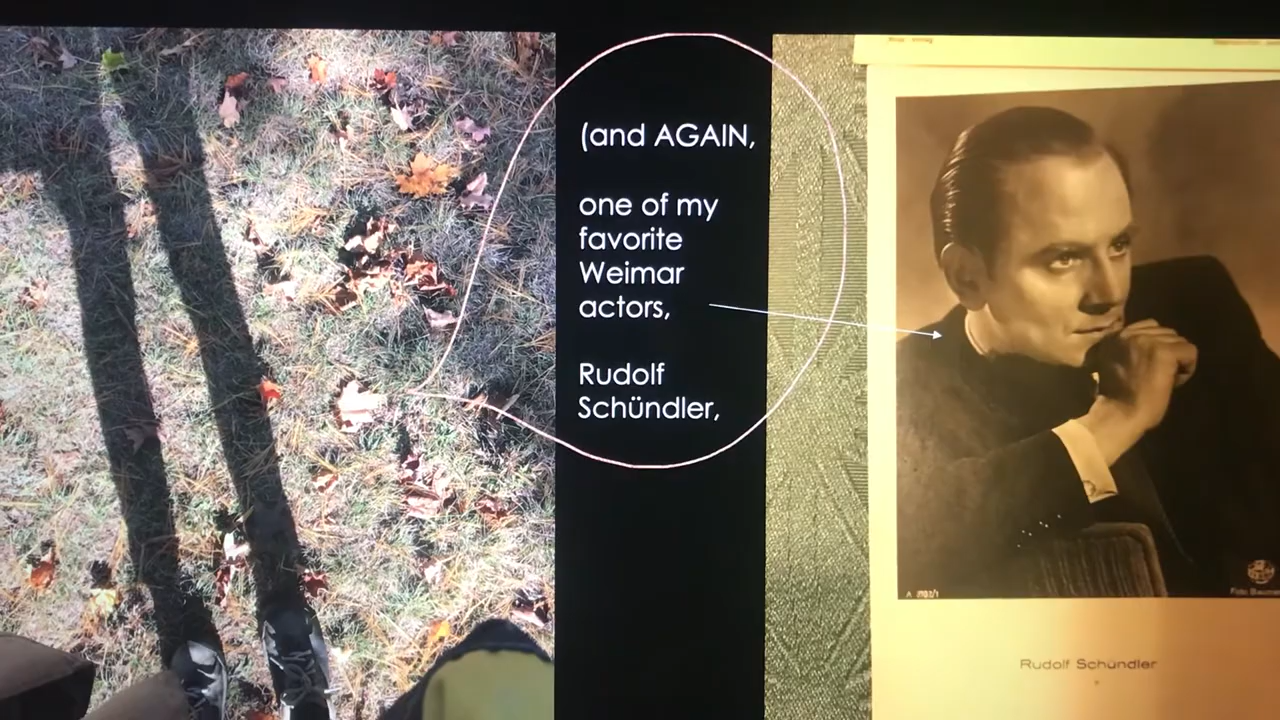 (and AGAIN,
one of my
favorite
Weimar
actors,
Rudolf
Schündler,
Rudolf Schündler